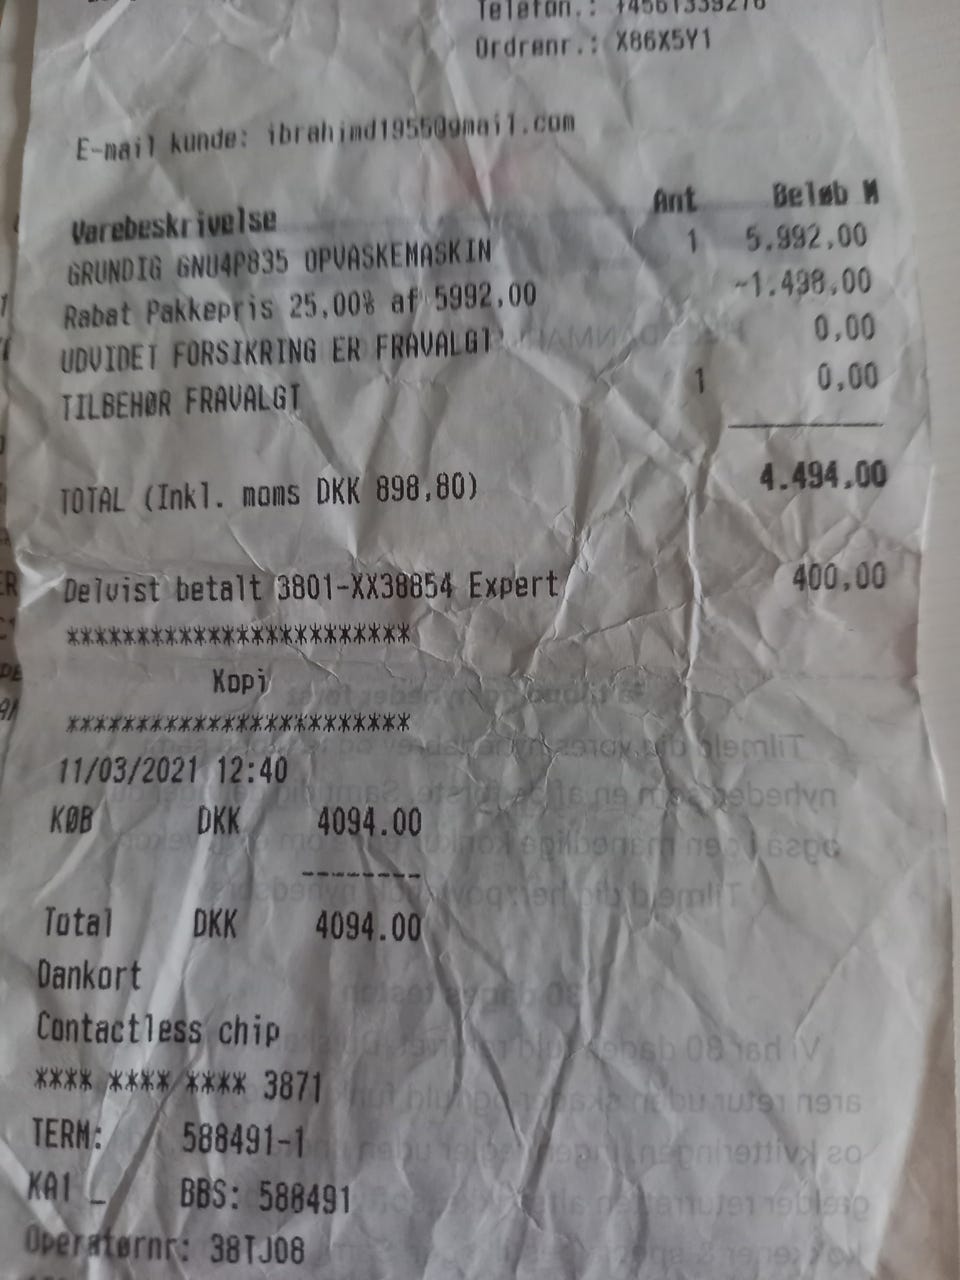 Telefon.: +4561339276
Ordrenr.: X86X5Y1
E-mail kunde: ibrahimd1955@gmail.com
Varebeskrivelse Ant Beløb M
GRUNDIG GNU4P835 OPVASKEMASKIN 1 5.992,00
Rabat Pakkepris 25,00% af 5992,00 -1.498,00
UDVIDET FORSIKRING ER FRAVALGT 0,00
TILBEHØR FRAVALGT 1 0,00
TOTAL (Inkl. moms DKK 898,80) 4.494,00
Delvist betalt 3801-XX38854 Expert 400,00
************************
Kopi
************************
11/03/2021 12:40
KØB DKK 4094.00
--------
Total DKK 4094.00
Dankort
Contactless chip
**** **** **** 3871
TERM: 588491-1
KA1 _ BBS: 588491
Operatørnr: 38TJ08